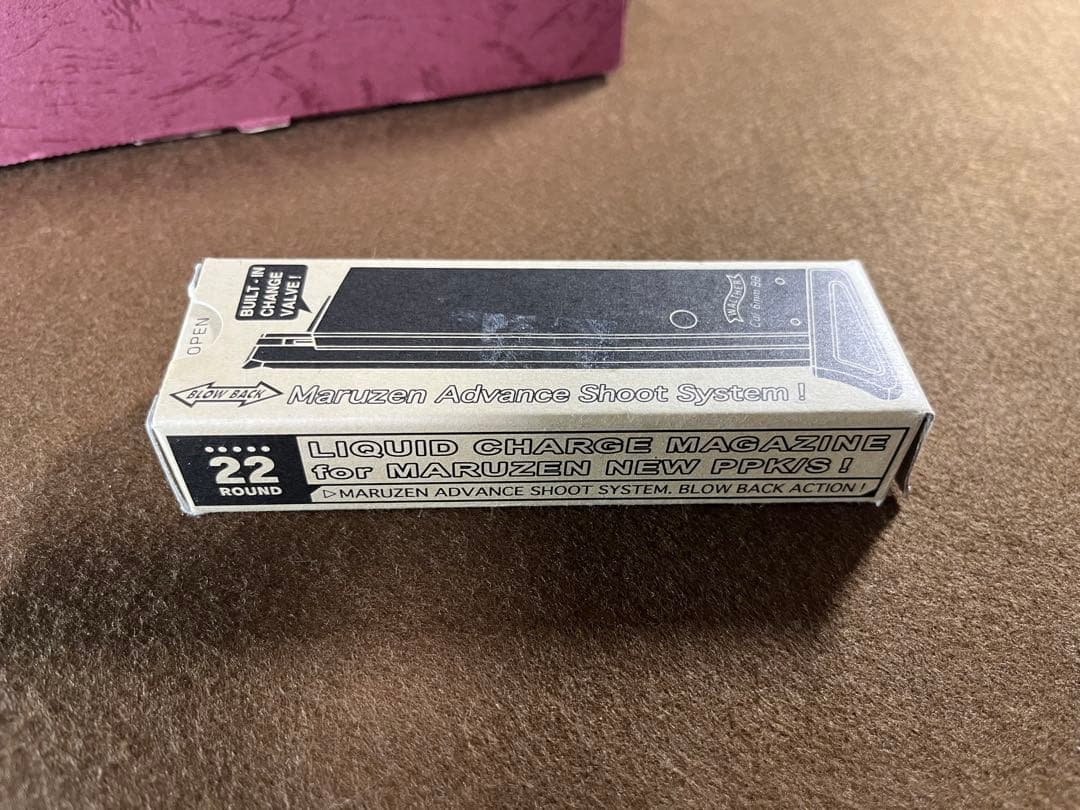 BUILT-IN
CHANGE
VALVE!
OPEN
WALTHER
Cal 6mm BB
BLOW BACK
Maruzen Advance Shoot System !
22
ROUND
LIQUID CHARGE MAGAZINE
for MARUZEN NEW PPK/S !
▷MARUZEN ADVANCE SHOOT SYSTEM. BLOW BACK ACTION !